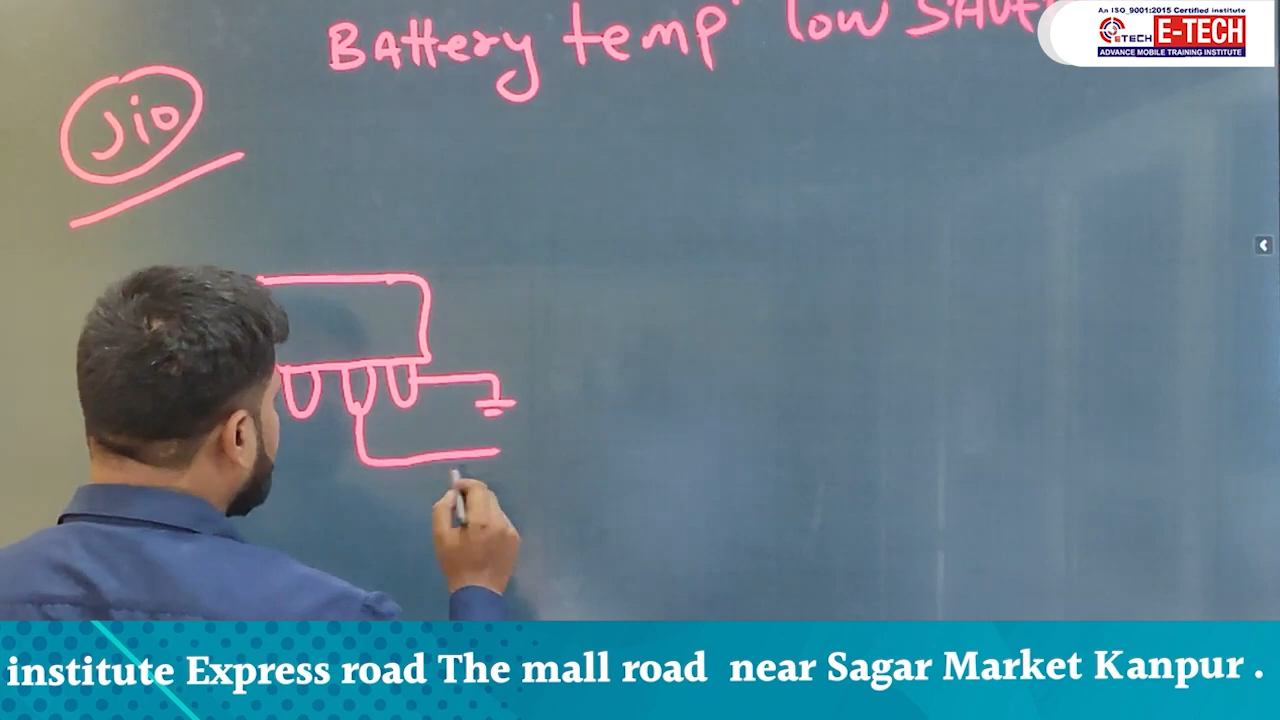 Battery temp low
An ISO 9001:2015 Certified institute
ETECH E-TECH
ADVANCE MOBILE TRAINING INSTITUTE
Jio
institute Express road The mall road near Sagar Market Kanpur .